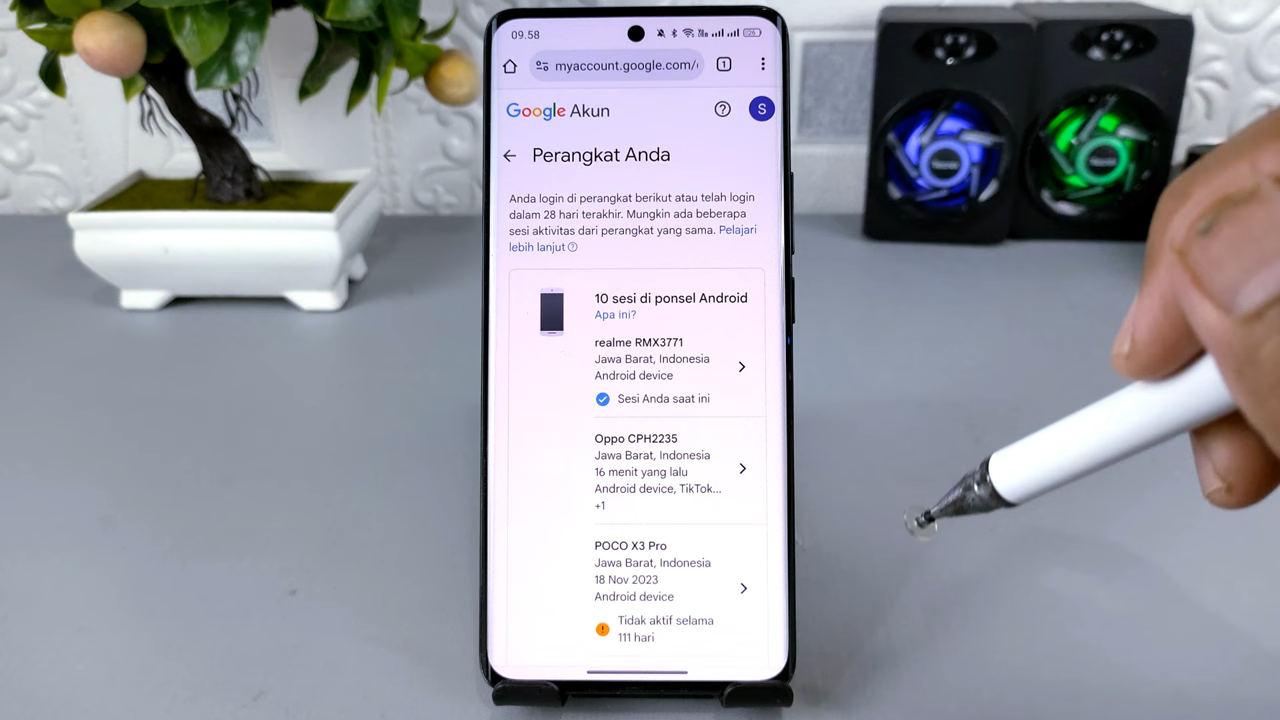 09.58
myaccount.google.com/
1
Google Akun
S
Perangkat Anda
Anda login di perangkat berikut atau telah login
dalam 28 hari terakhir. Mungkin ada beberapa
sesi aktivitas dari perangkat yang sama. Pelajari
lebih lanjut
10 sesi di ponsel Android
Apa ini?
realme RMX3771
Jawa Barat, Indonesia
Android device
Sesi Anda saat ini
Oppo CPH2235
Jawa Barat, Indonesia
16 menit yang lalu
Android device, TikTok...
+1
POCO X3 Pro
Jawa Barat, Indonesia
18 Nov 2023
Android device
Tidak aktif selama
111 hari